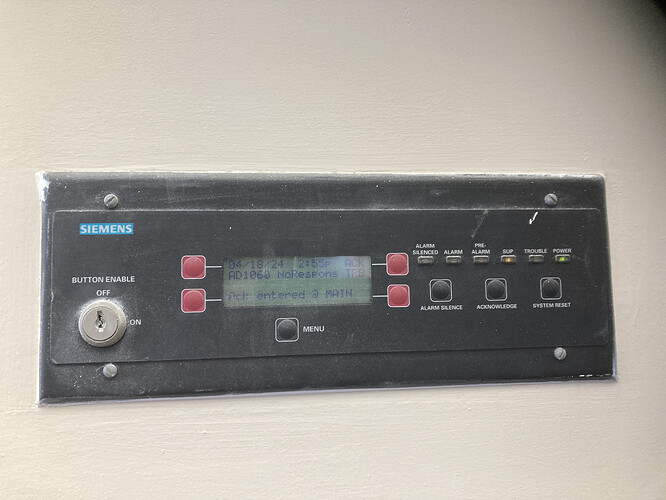 SIEMENS
BUTTON ENABLE
OFF
ON
04/18/24 2:55p ACK
AD1060 NoRespons TRB
Ack entered @ MAIN
MENU
ALARM SILENCED
ALARM
PRE-ALARM
SUP
TROUBLE
POWER
ALARM SILENCE
ACKNOWLEDGE
SYSTEM RESET